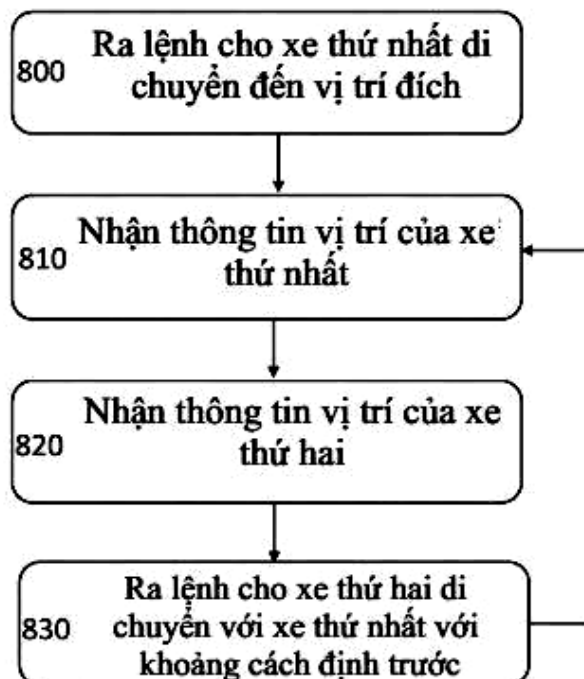 800 Ra lệnh cho xe thứ nhất di
chuyển đến vị trí đích
810 Nhận thông tin vị trí của xe
thứ nhất
820 Nhận thông tin vị trí của xe
thứ hai
830 Ra lệnh cho xe thứ hai di
chuyển với xe thứ nhất với
khoảng cách định trước